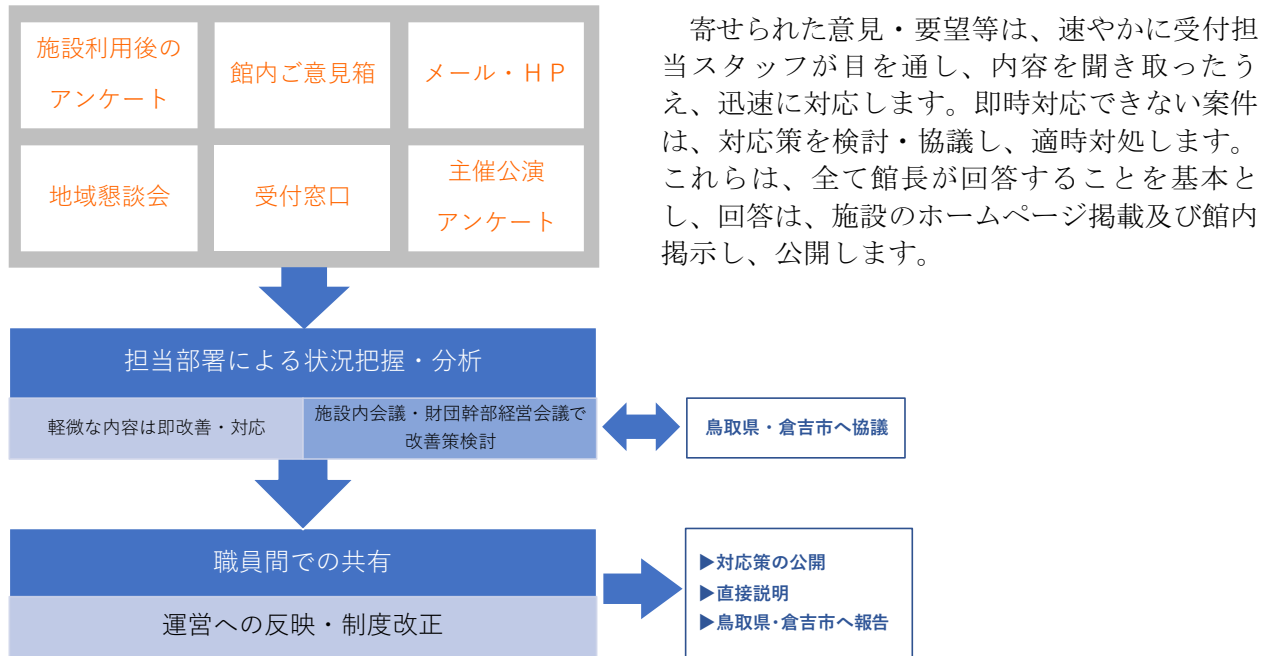 施設利用後の
アンケート
館内ご意見箱
メール・ＨＰ
地域懇談会
受付窓口
主催公演
アンケート
寄せられた意見・要望等は、速やかに受付担
当スタッフが目を通し、内容を聞き取ったう
え、迅速に対応します。即時対応できない案件
は、対応策を検討・協議し、適時対処します。
これらは、全て館長が回答することを基本と
し、回答は、施設のホームページ掲載及び館内
掲示し、公開します。
担当部署による状況把握・分析
軽微な内容は即改善・対応
施設内会議・財団幹部経営会議で
改善策検討
鳥取県・倉吉市へ協議
職員間での共有
運営への反映・制度改正
▶対応策の公開
▶直接説明
▶鳥取県･倉吉市へ報告